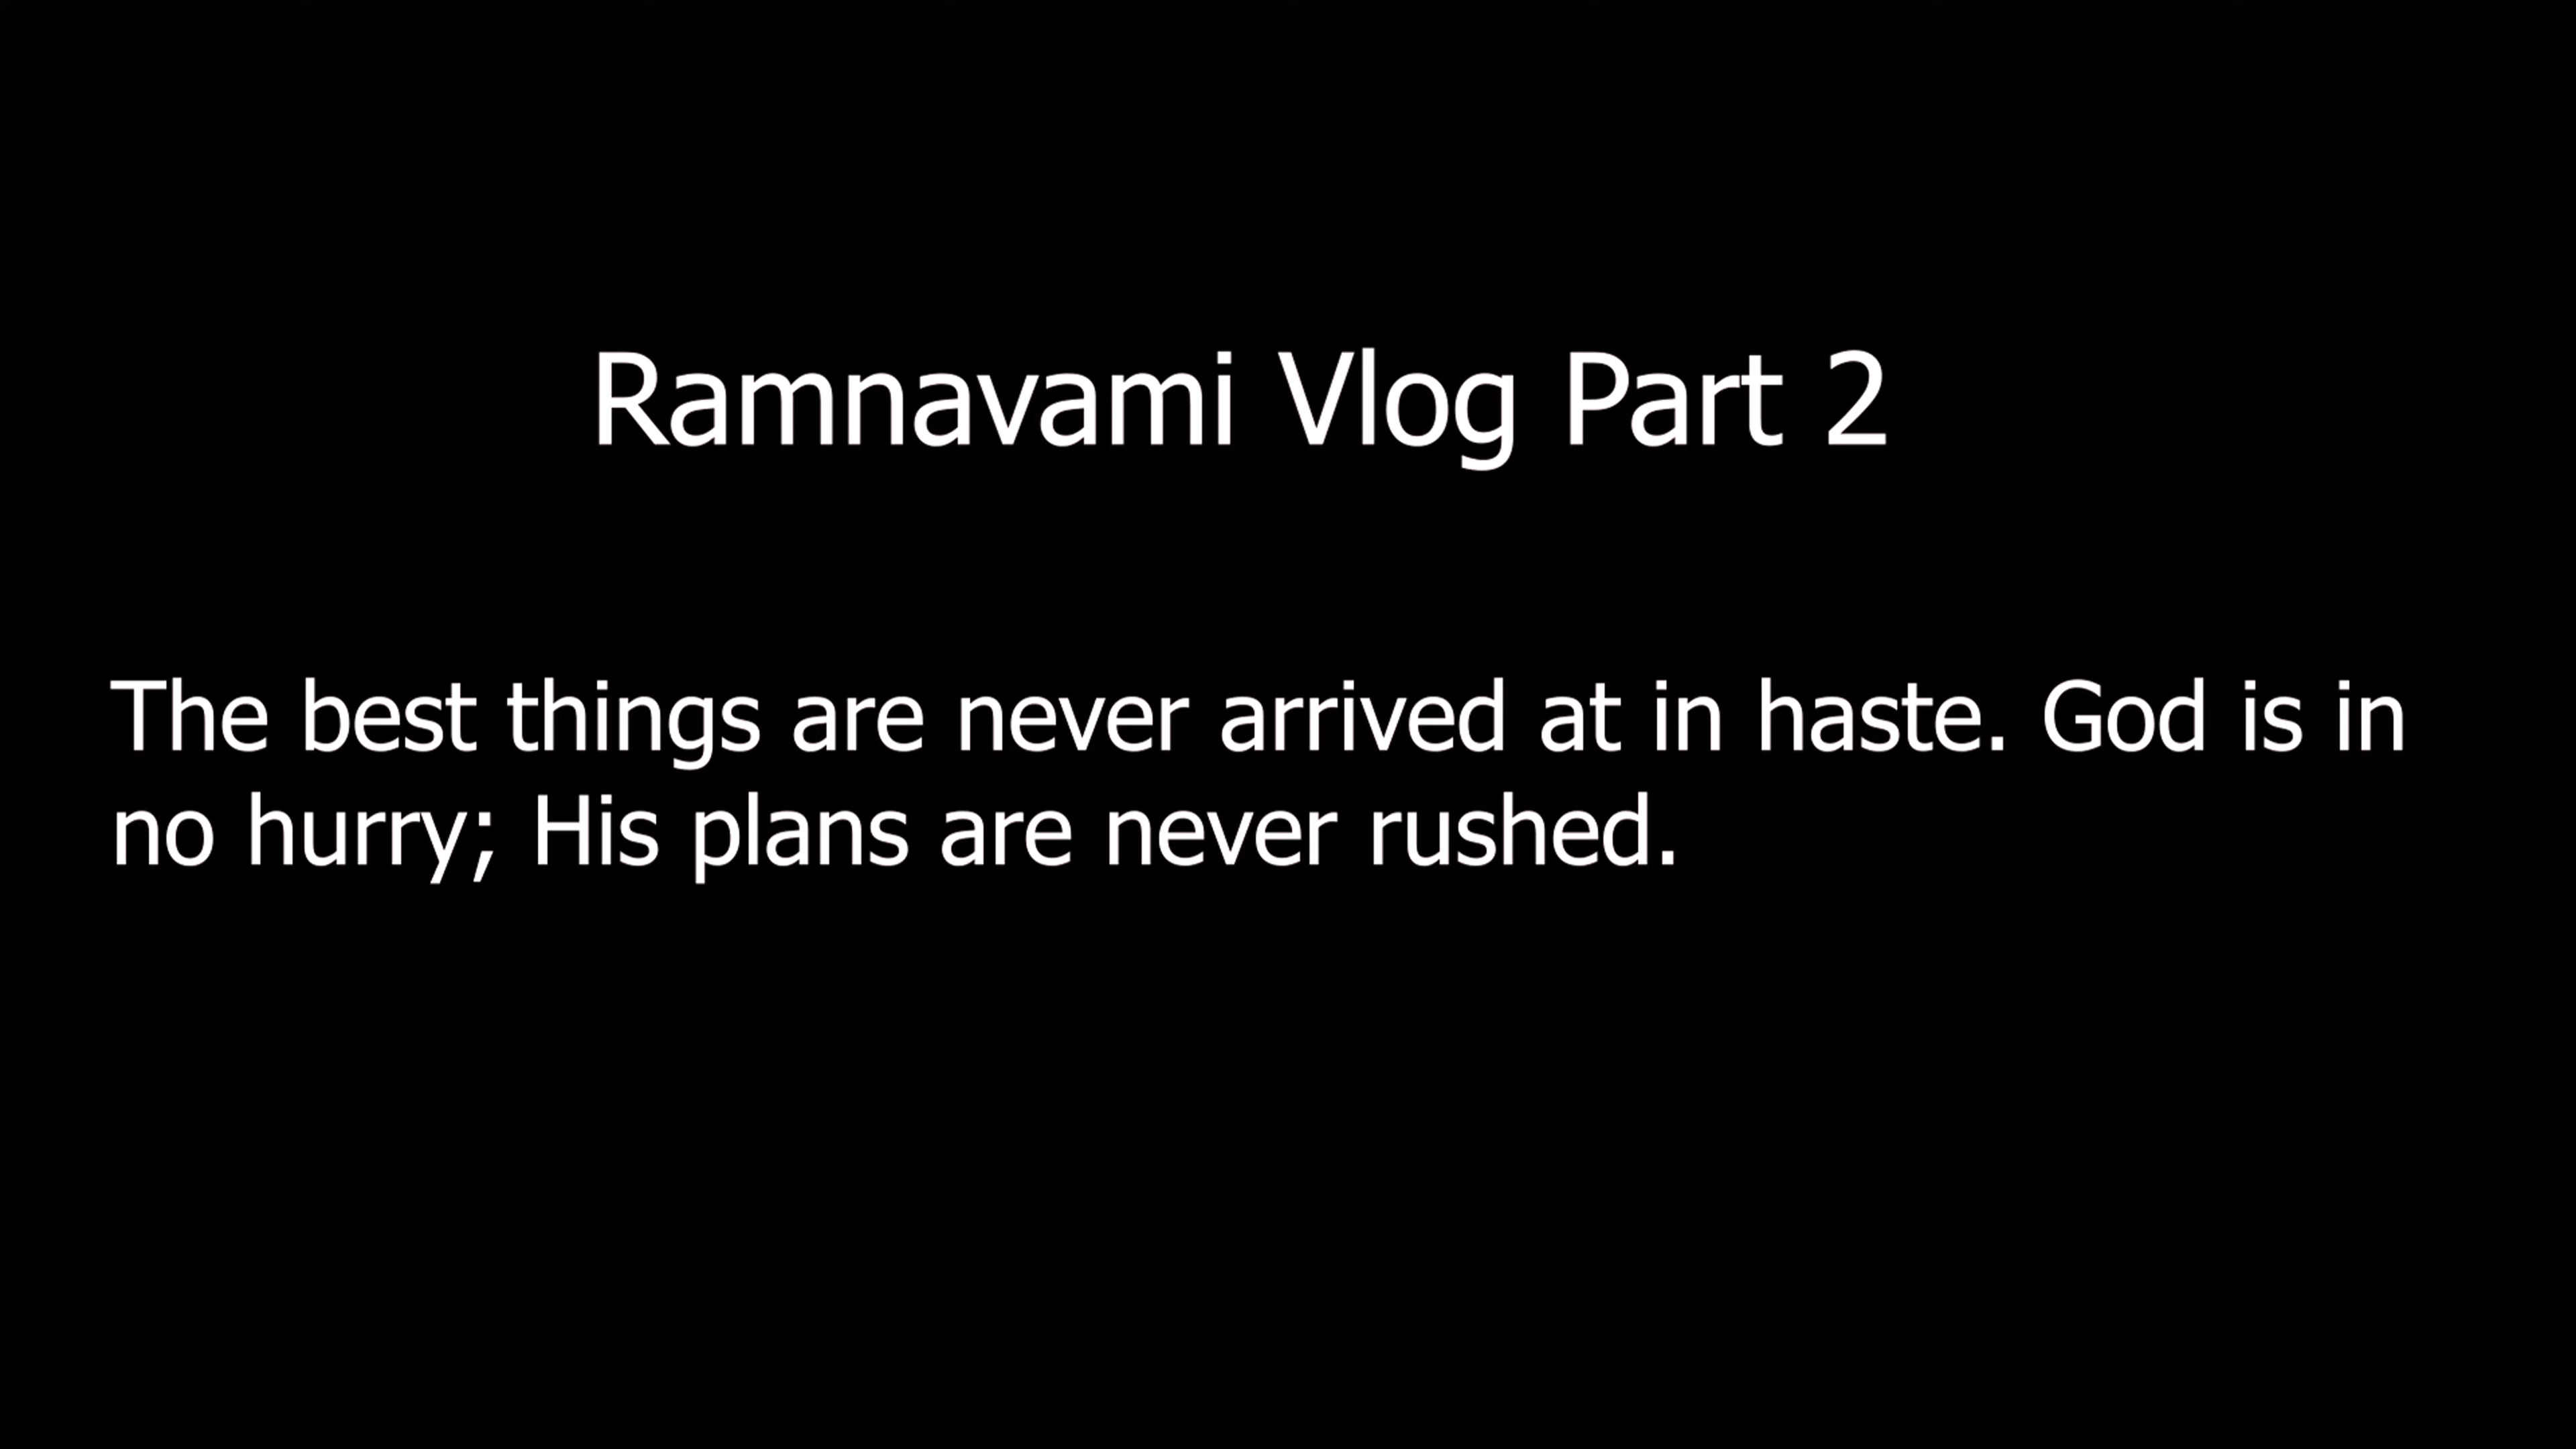 Ramnavami Vlog Part 2
The best things are never arrived at in haste. God is in
no hurry; His plans are never rushed.